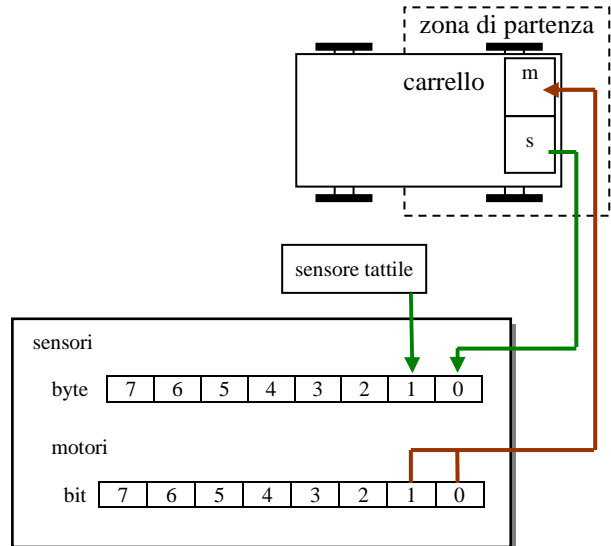 zona di partenza
carrello
m
s
sensore tattile
sensori
byte 7 6 5 4 3 2 1 0
motori
bit 7 6 5 4 3 2 1 0